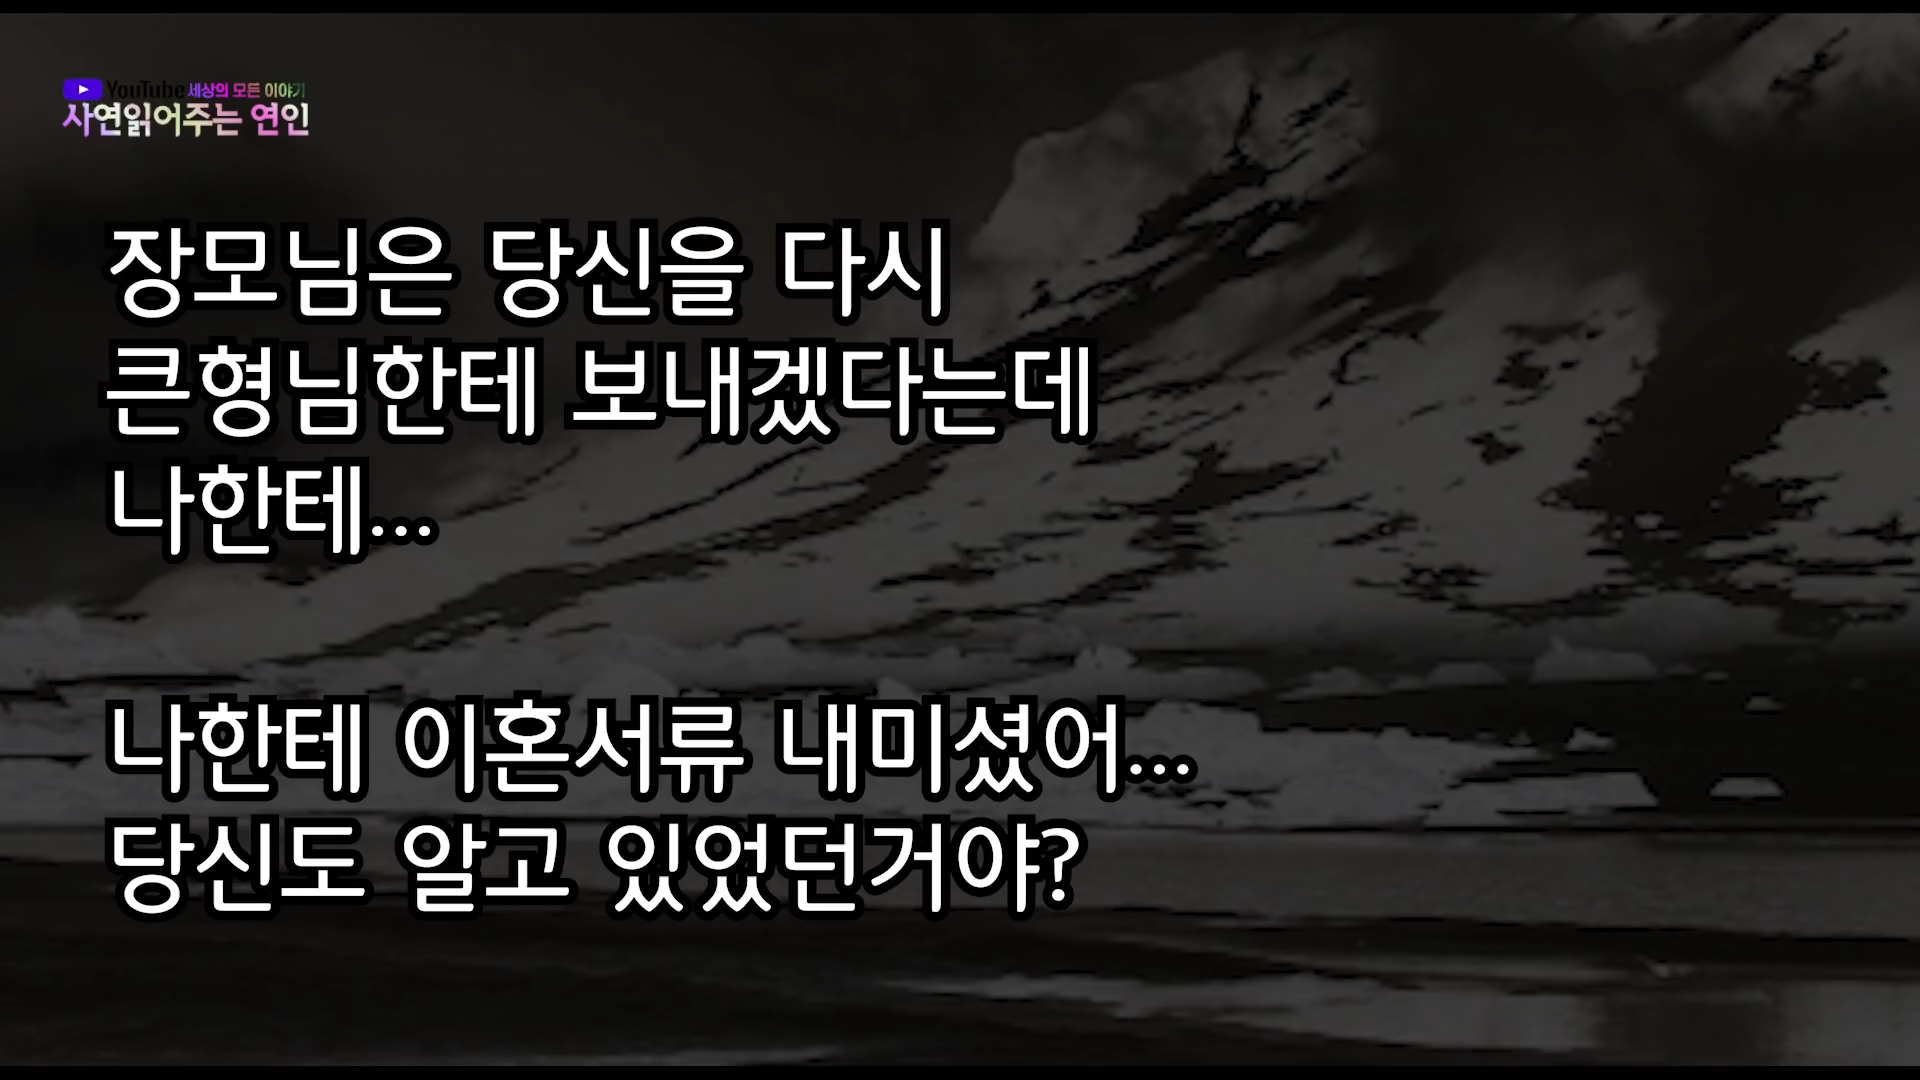 YouTube 세상의 모든 이야기
사연읽어주는 연인
장모님은 당신을 다시
큰형님한테 보내겠다는데
나한테...
나한테 이혼서류 내미셨어...
당신도 알고 있었던거야?